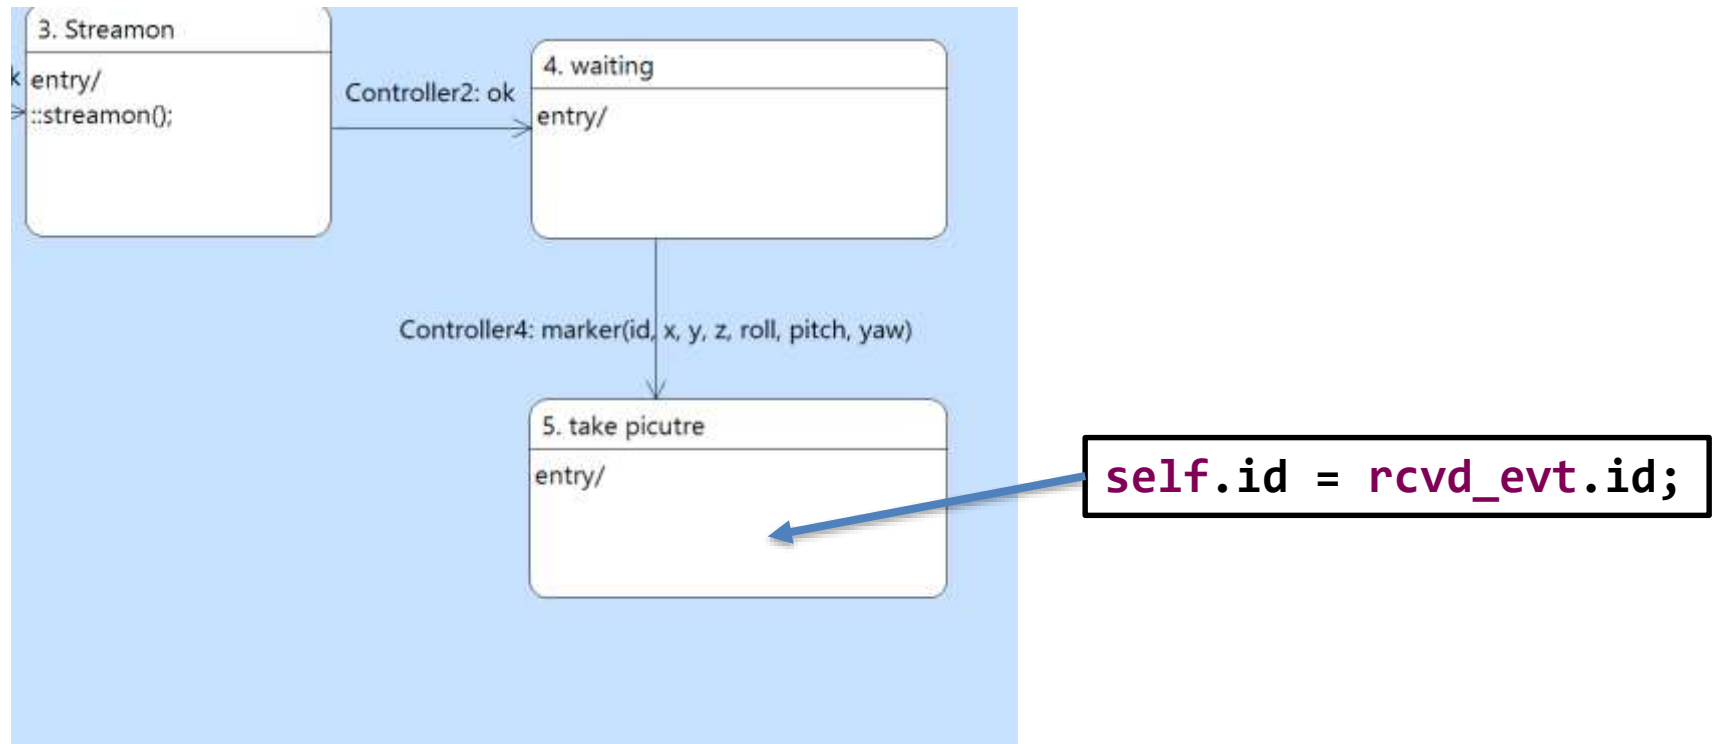 3. Streamon
k
entry/
::streamon();
Controller2: ok
4. waiting
entry/
Controller4: marker(id, x, y, z, roll, pitch, yaw)
5. take picutre
entry/
self.id = rcvd_evt.id;